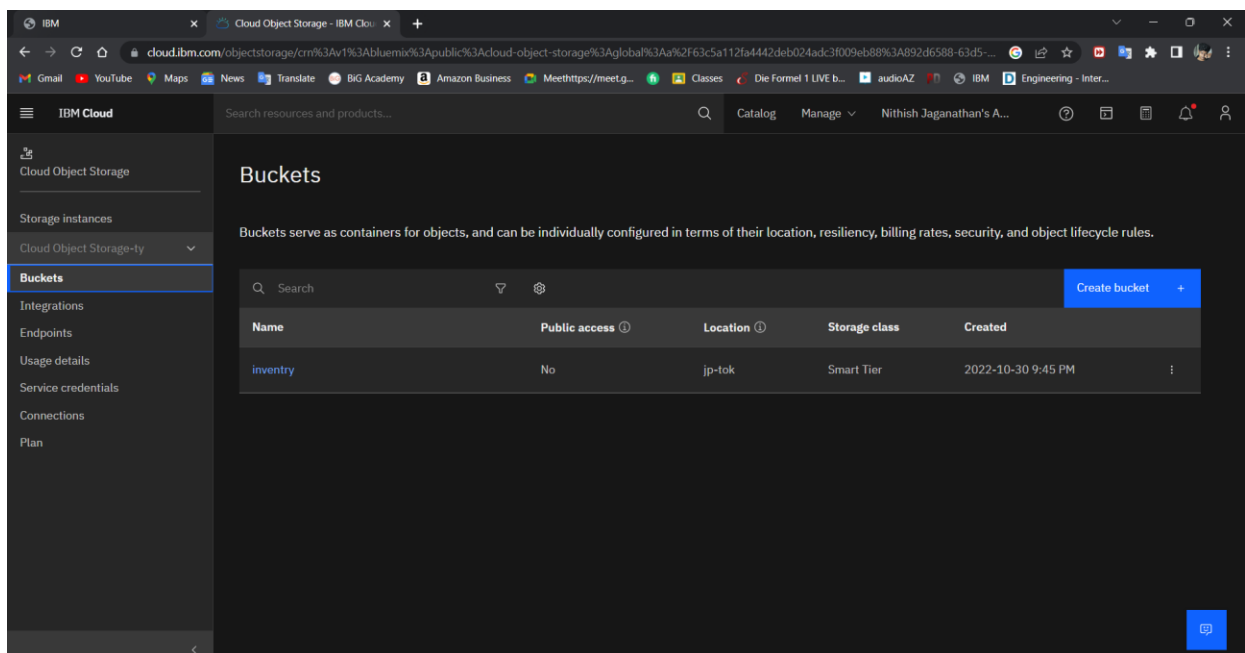 IBM
Cloud Object Storage - IBM Clou
cloud.ibm.com/objectstorage/crn%3Av1%3Abluemix%3Apublic%3Acloud-object-storage%3Aglobal%3Aa%2F63c5a112fa4442deb024adc3f009eb88%3A892d6588-63d5-...
Gmail YouTube Maps News Translate BiG Academy Amazon Business Meethttps://meet.g... Classes Die Formel 1 LIVE b... audioAZ IBM Engineering - Inter...
IBM Cloud
Search resources and products...
Catalog Manage Nithish Jaganathan's A...
Cloud Object Storage
Storage instances
Cloud Object Storage-ty
Buckets
Integrations
Endpoints
Usage details
Service credentials
Connections
Plan
Buckets
Buckets serve as containers for objects, and can be individually configured in terms of their location, resiliency, billing rates, security, and object lifecycle rules.
Search
Create bucket +
Name Public access Location Storage class Created
inventry No jp-tok Smart Tier 2022-10-30 9:45 PM